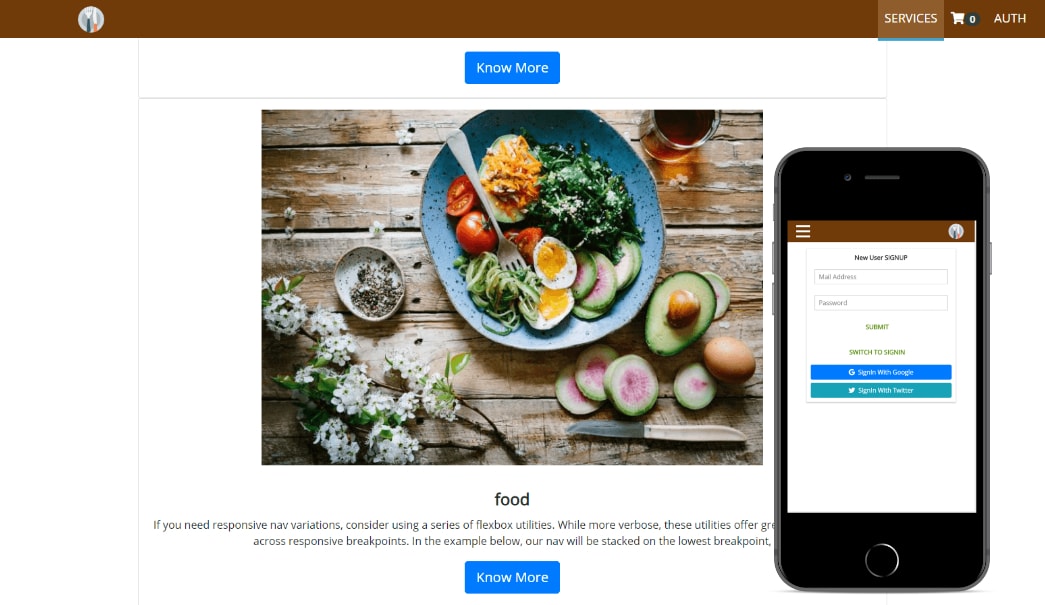 SERVICES
0
AUTH
Know More
food
If you need responsive nav variations, consider using a series of flexbox utilities. While more verbose, these utilities offer
across responsive breakpoints. In the example below, our nav will be stacked on the lowest breakpoint,
Know More
New User SIGNUP
Mail Address
Password
SUBMIT
SWITCH TO SIGNIN
SignIn With Google
SignIn With Twitter